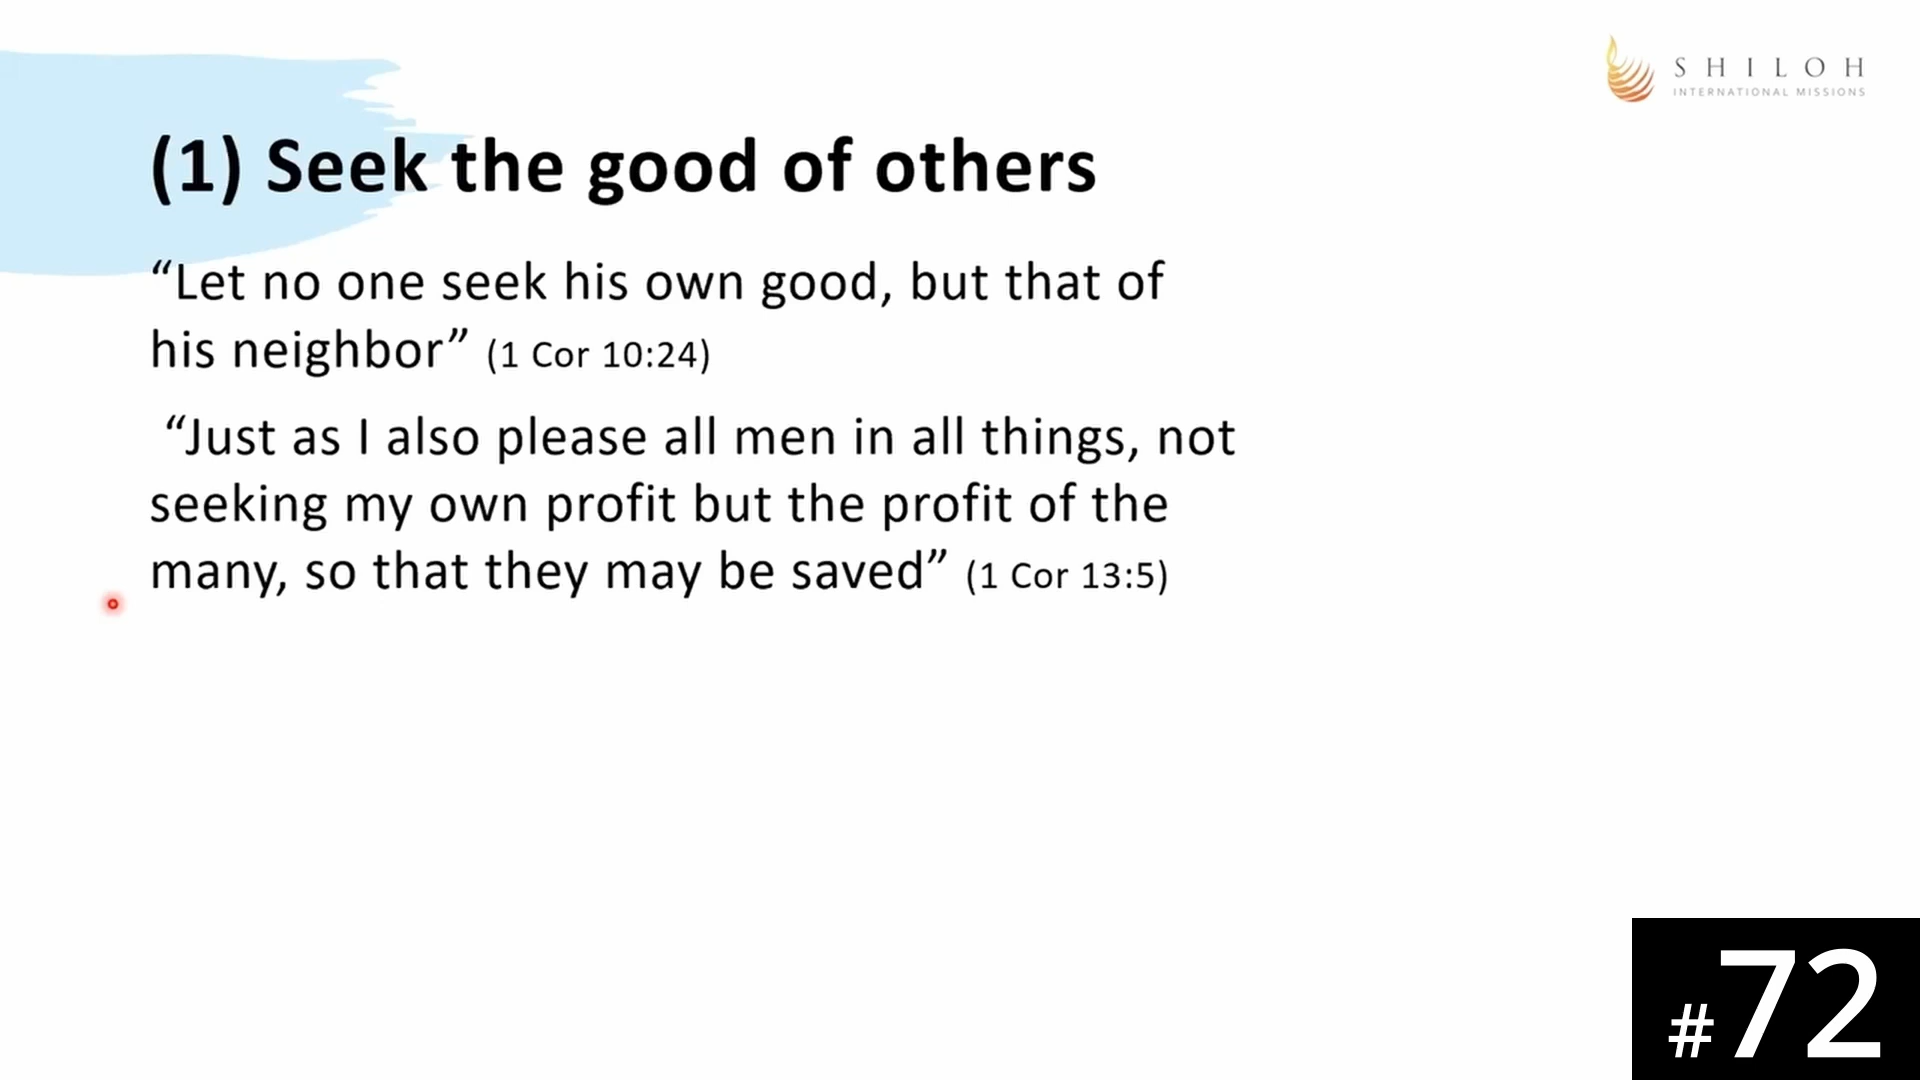 SHILOH
INTERNATIONAL MISSIONS
(1) Seek the good of others
“Let no one seek his own good, but that of
his neighbor” (1 Cor 10:24)
“Just as I also please all men in all things, not
seeking my own profit but the profit of the
many, so that they may be saved” (1 Cor 13:5)
#72